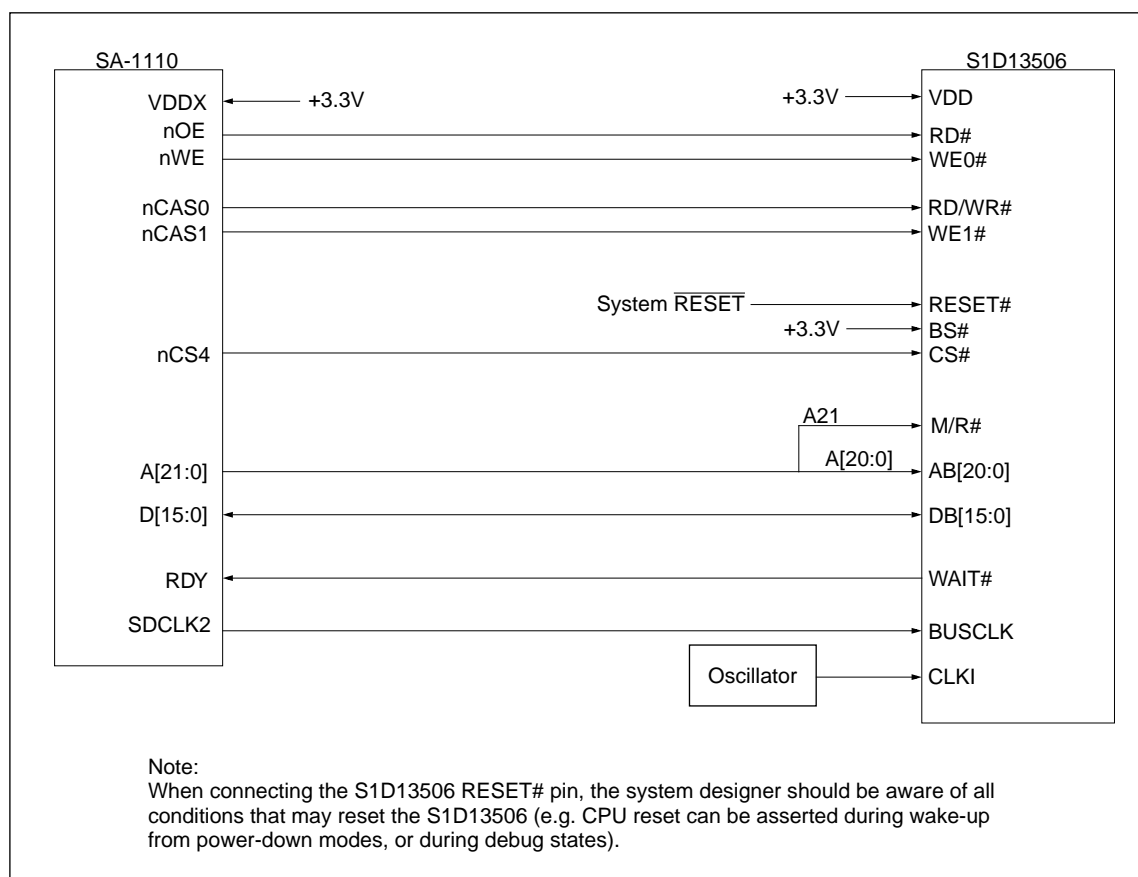 SA-1110
S1D13506
VDDX
+3.3V
+3.3V
VDD
nOE
RD#
nWE
WE0#
nCAS0
RD/WR#
nCAS1
WE1#
System RESET
RESET#
+3.3V
BS#
nCS4
CS#
A21
M/R#
A[21:0]
A[20:0]
AB[20:0]
D[15:0]
DB[15:0]
RDY
WAIT#
SDCLK2
BUSCLK
Oscillator
CLKI
Note:
When connecting the S1D13506 RESET# pin, the system designer should be aware of all
conditions that may reset the S1D13506 (e.g. CPU reset can be asserted during wake-up
from power-down modes, or during debug states).